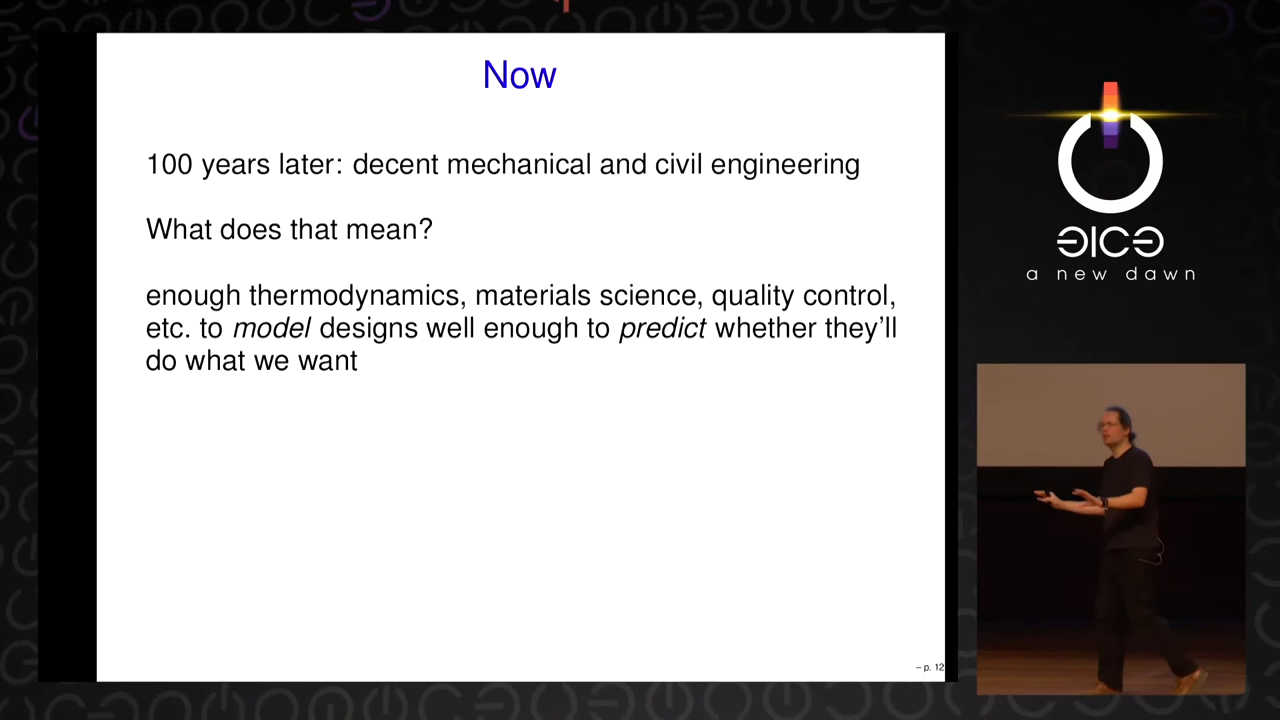 Now
100 years later: decent mechanical and civil engineering
What does that mean?
enough thermodynamics, materials science, quality control,
etc. to model designs well enough to predict whether they'll
do what we want
– p. 12
31C3
a new dawn